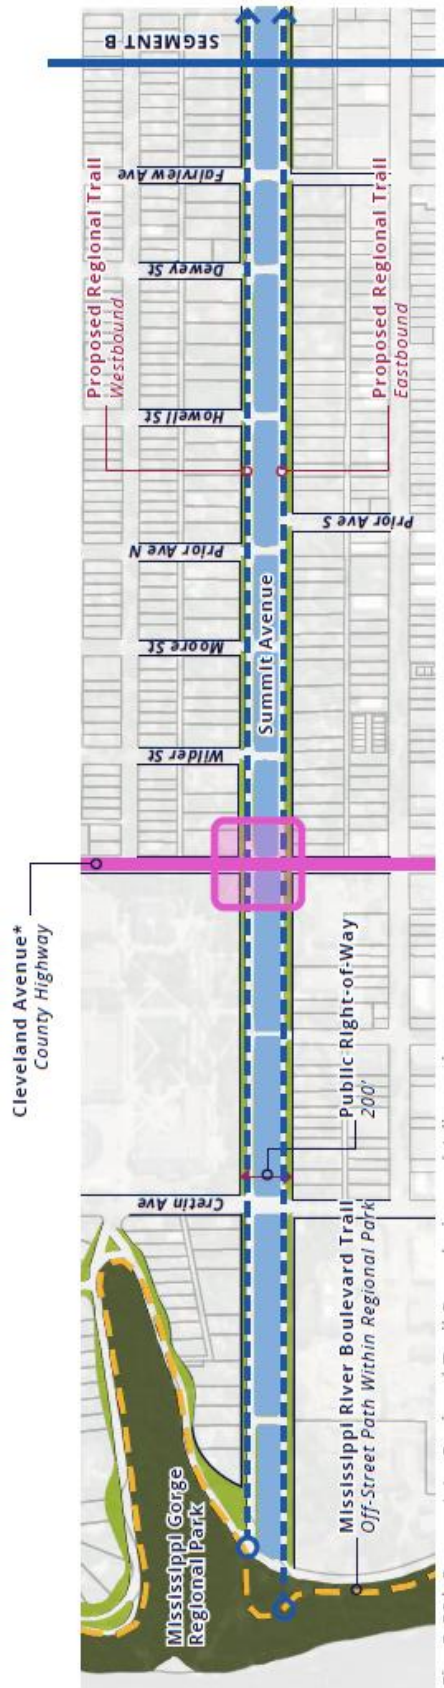 SEGMENT B
Fairview Ave
Dewey St
Howell St
Prior Ave N
Moore St
Wilder St
Cretin Ave
Prior Ave S
Proposed Regional Trail
Westbound
Proposed Regional Trail
Eastbound
Summit Avenue
Cleveland Avenue*
County Highway
Public Right-of-Way
200'
Mississippi River Boulevard Trail
Off-Street Path Within Regional Park
Mississippi Gorge
Regional Park